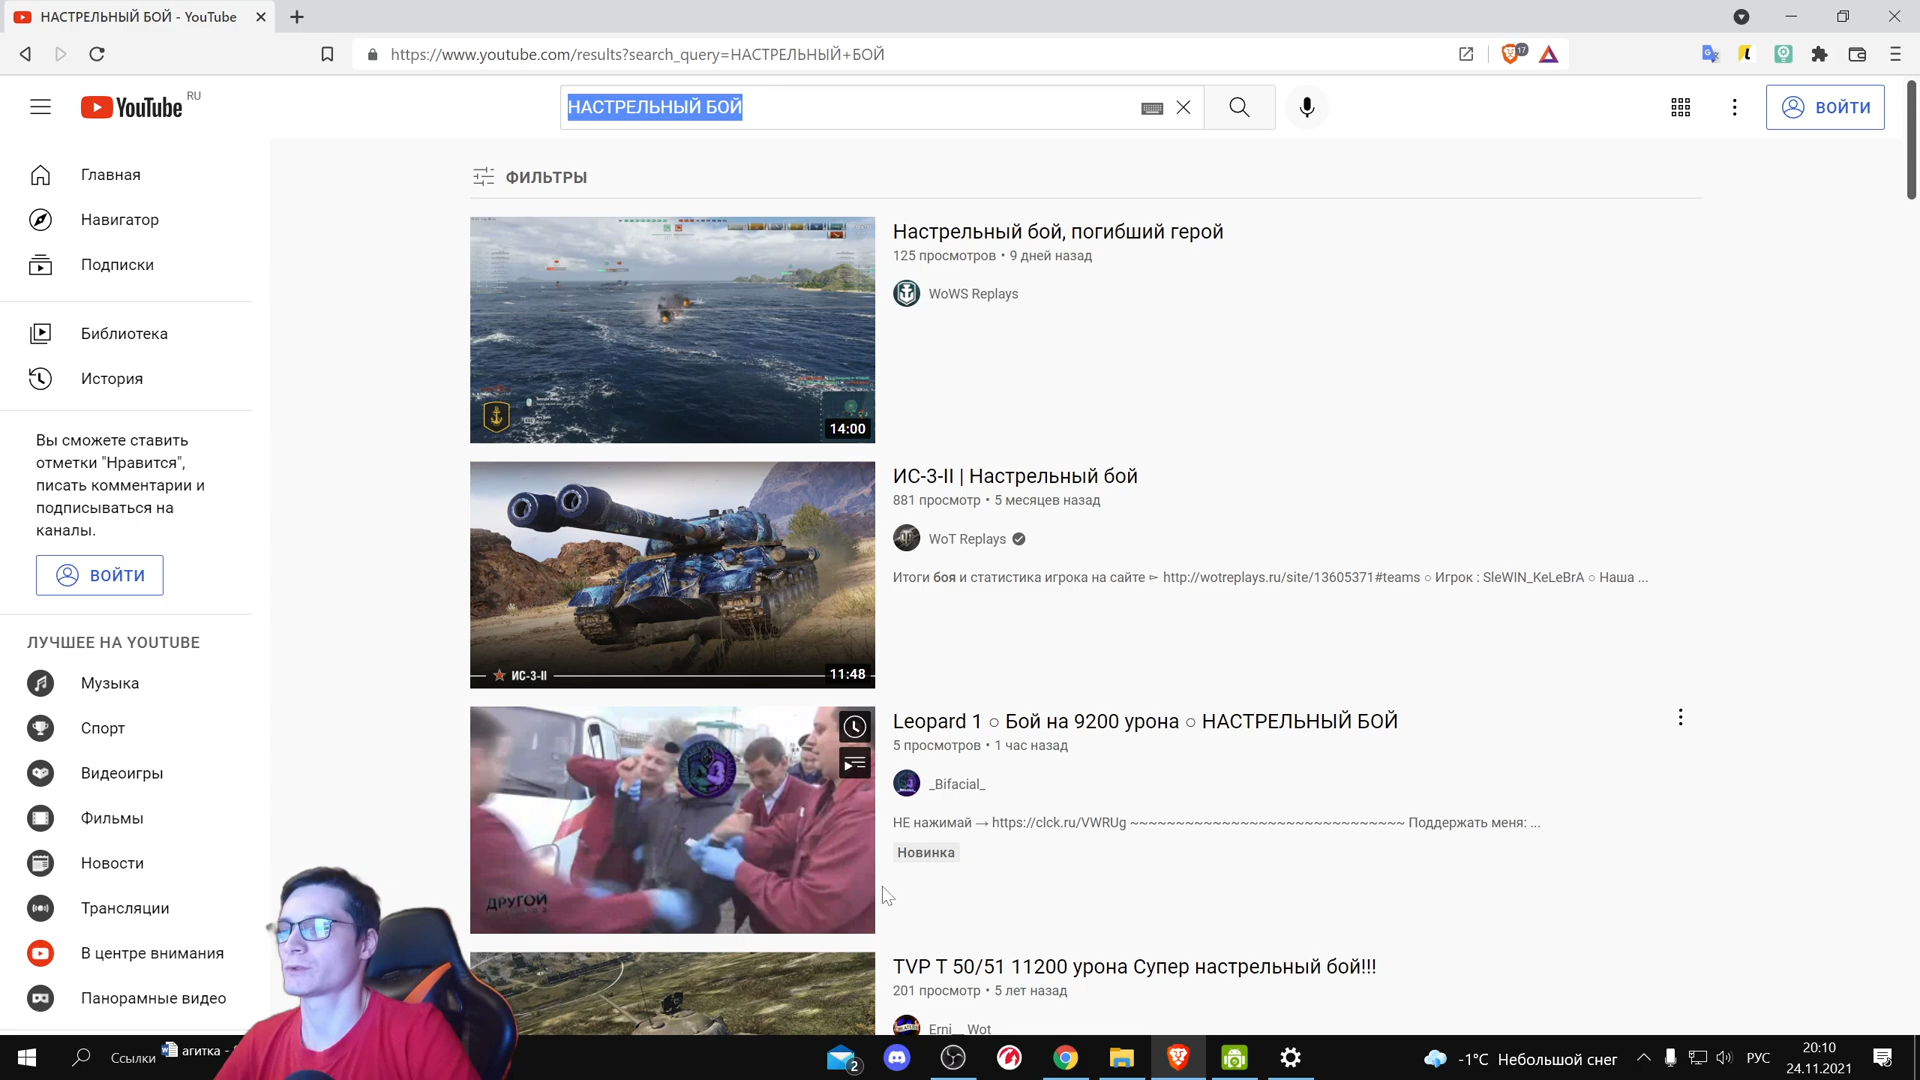 НАСТРЕЛЬНЫЙ БОЙ - YouTube
https://www.youtube.com/results?search_query=НАСТРЕЛЬНЫЙ+БОЙ
17
YouTube RU
НАСТРЕЛЬНЫЙ БОЙ
ВОЙТИ
Главная
Навигатор
Подписки
Библиотека
История
Вы сможете ставить
отметки "Нравится",
писать комментарии и
подписываться на
каналы.
ВОЙТИ
ЛУЧШЕЕ НА YOUTUBE
Музыка
Спорт
Видеоигры
Фильмы
Новости
Трансляции
В центре внимания
Панорамные видео
ФИЛЬТРЫ
14:00
Настрельный бой, погибший герой
125 просмотров • 9 дней назад
WoWS Replays
ИС-3-II
11:48
ИС-3-II | Настрельный бой
881 просмотр • 5 месяцев назад
WoT Replays
Итоги боя и статистика игрока на сайте ► http://wotreplays.ru/site/13605371#teams ○ Игрок : SleWIN_KeLeBrA ○ Наша ...
ДРУГОЙ
Leopard 1 ○ Бой на 9200 урона ○ НАСТРЕЛЬНЫЙ БОЙ
5 просмотров • 1 час назад
_Bifacial_
НЕ нажимай → https://clck.ru/VWRUg ~~~~~~~~~~~~~~~~~~~~~~~~~~~~~~ Поддержать меня: ...
Новинка
TVP T 50/51 11200 урона Супер настрельный бой!!!
201 просмотр • 5 лет назад
Erni__Wot
Ссылки
агитка -
2
-1°C Небольшой снег
РУС
20:10
24.11.2021